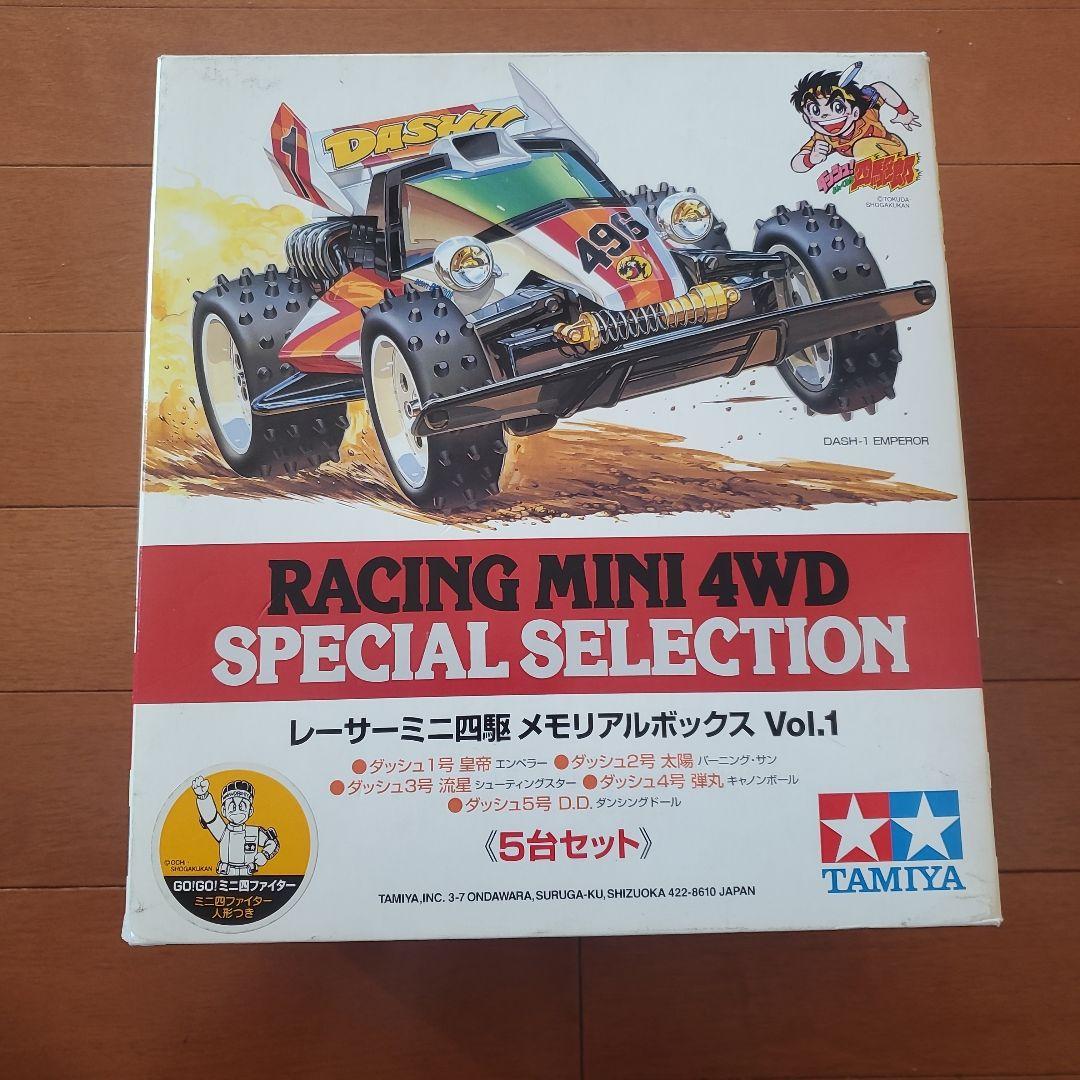 DASH!!
1
496
ダッシュ!
四駆郎
©TOKUDA·
SHOGAKUKAN
DASH-1 EMPEROR
RACING MINI 4WD
SPECIAL SELECTION
レーサーミニ四駆 メモリアルボックス Vol.1
●ダッシュ1号 皇帝 エンペラー ●ダッシュ2号 太陽 バーニング・サン
●ダッシュ3号 流星 シューティングスター ●ダッシュ4号 弾丸 キャノンボール
●ダッシュ5号 D.D. ダンシングドール
《5台セット》
TAMIYA
TAMIYA, INC. 3-7 ONDAWARA, SURUGA-KU, SHIZUOKA 422-8610 JAPAN
©OCHI·
SHOGAKUKAN
GO!GO!ミニ四ファイター
ミニ四ファイター
人形つき